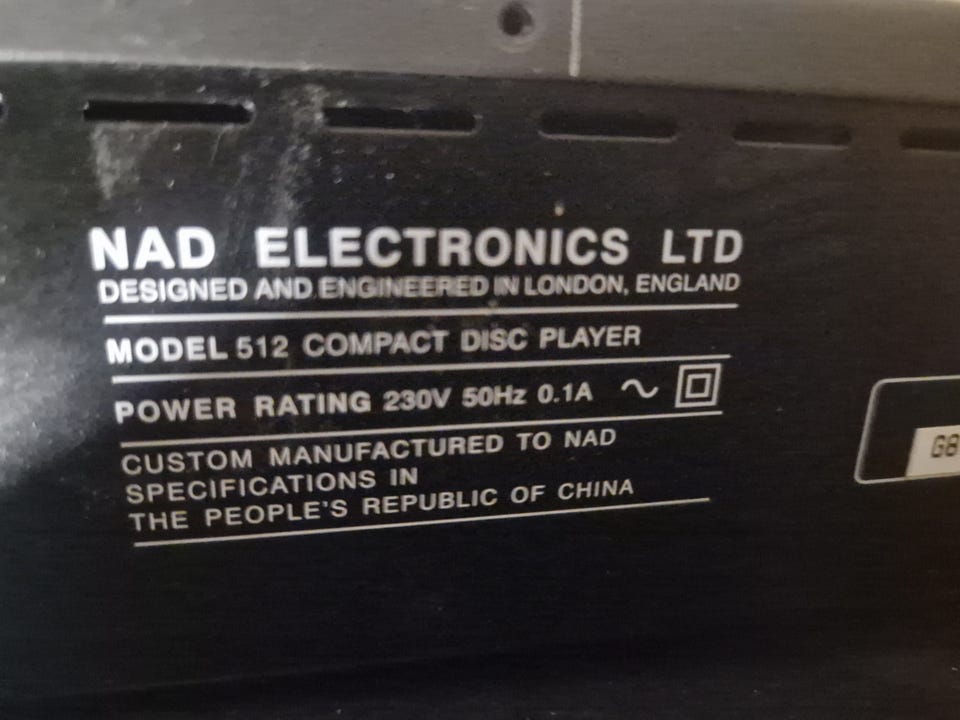 NAD ELECTRONICS LTD
DESIGNED AND ENGINEERED IN LONDON, ENGLAND
MODEL 512 COMPACT DISC PLAYER
POWER RATING 230V 50Hz 0.1A ~
CUSTOM MANUFACTURED TO NAD
SPECIFICATIONS IN
THE PEOPLE'S REPUBLIC OF CHINA